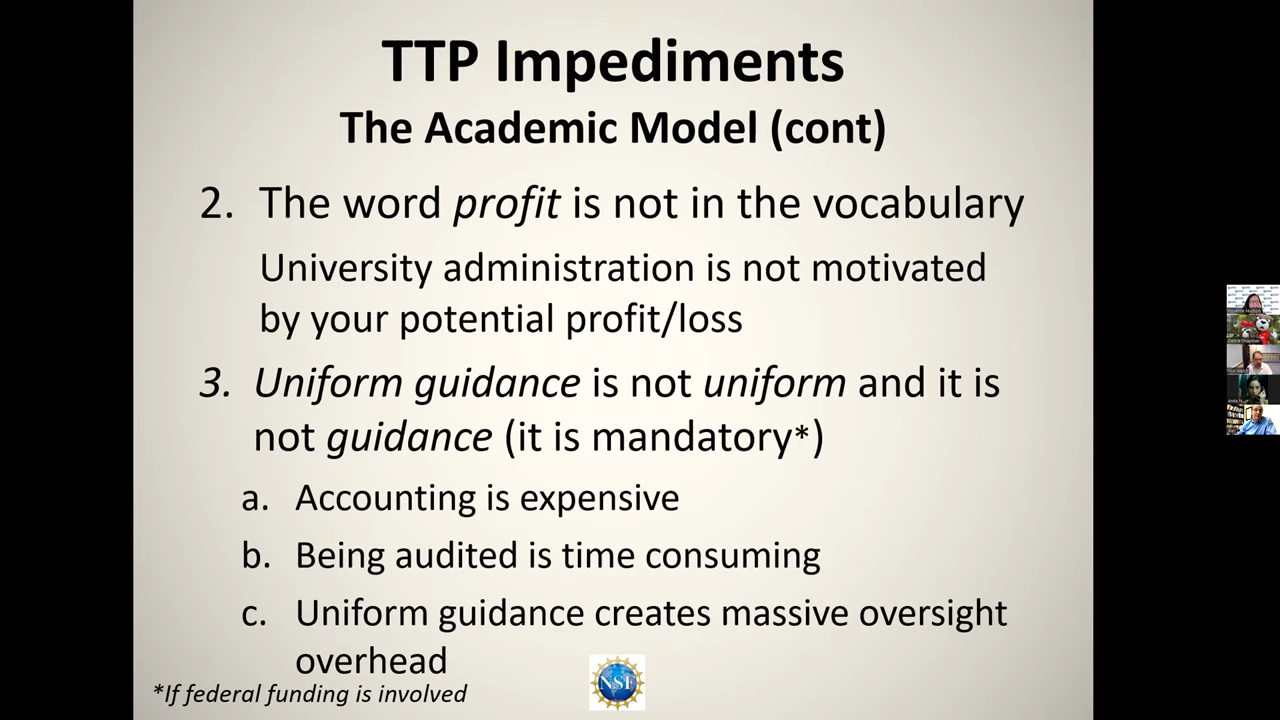 TTP Impediments
The Academic Model (cont)
2. The word profit is not in the vocabulary
University administration is not motivated
by your potential profit/loss
3. Uniform guidance is not uniform and it is
not guidance (it is mandatory*)
a. Accounting is expensive
b. Being audited is time consuming
c. Uniform guidance creates massive oversight
overhead
*If federal funding is involved
NSF